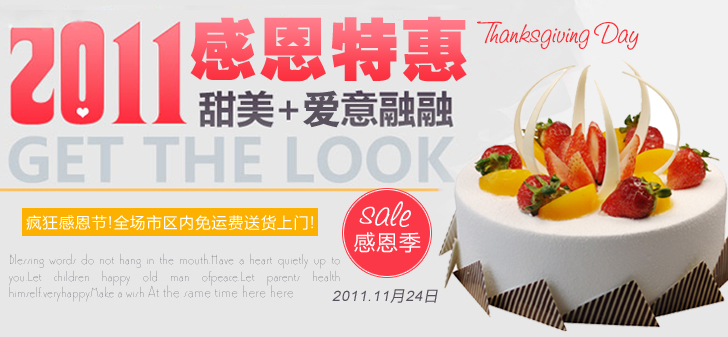 2011 感恩特惠
Thanksgiving Day
甜美+爱意融融
GET THE LOOK
疯狂感恩节!全场市区内免运费送货上门!
sale
感恩季
Blessing words do not hang in the mouth.Have a heart quietly up to
you.Let children happy old man ofpeace.Let parents health
himself.veryhappy.Make a wish At the same time here here
2011.11月24日